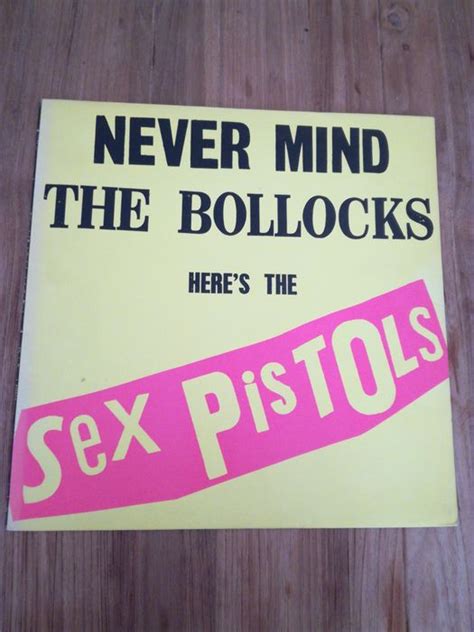 NEVER MIND
THE BOLLOCKS
HERE'S THE
Sex PiSTOLs